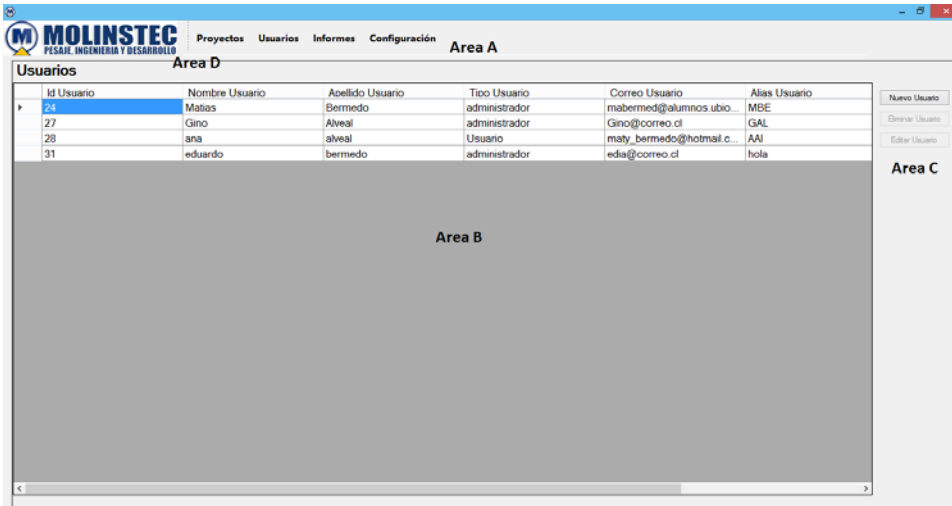 MOLINSTEC
PESAJE, INGENIERIA Y DESARROLLO
Proyectos Usuarios Informes Configuración
Area A
Area D
Usuarios
Id Usuario Nombre Usuario Apellido Usuario Tipo Usuario Correo Usuario Alias Usuario
24 Matias Bermedo administrador mabermed@alumnos.ubio... MBE
27 Gino Alveal administrador Gino@correo.cl GAL
28 ana alveal Usuario maty_bermedo@hotmail.c... AAI
31 eduardo bermedo administrador edia@correo.cl hola
Nuevo Usuario
Eliminar Usuario
Editar Usuario
Area C
Area B